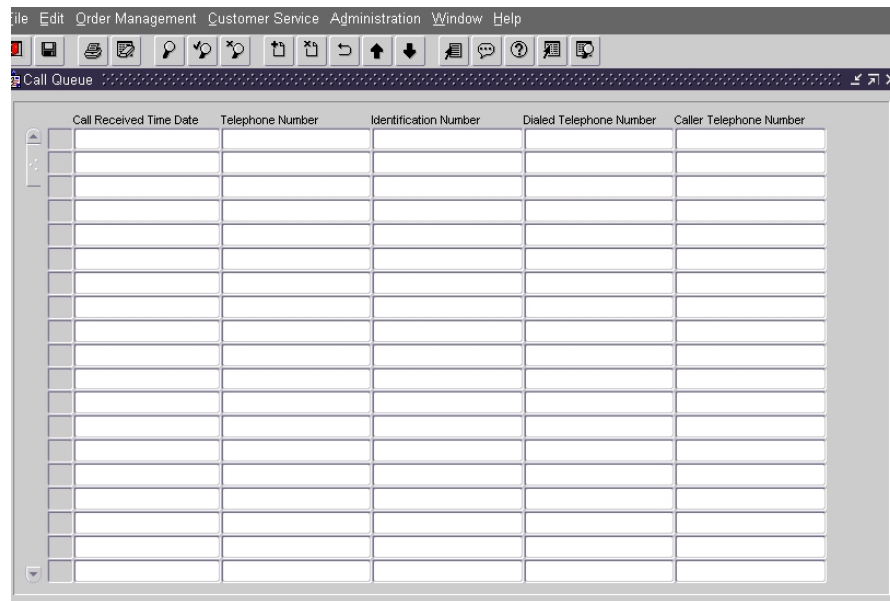 File Edit Order Management Customer Service Administration Window Help
Call Queue
Call Received Time Date Telephone Number Identification Number Dialed Telephone Number Caller Telephone Number